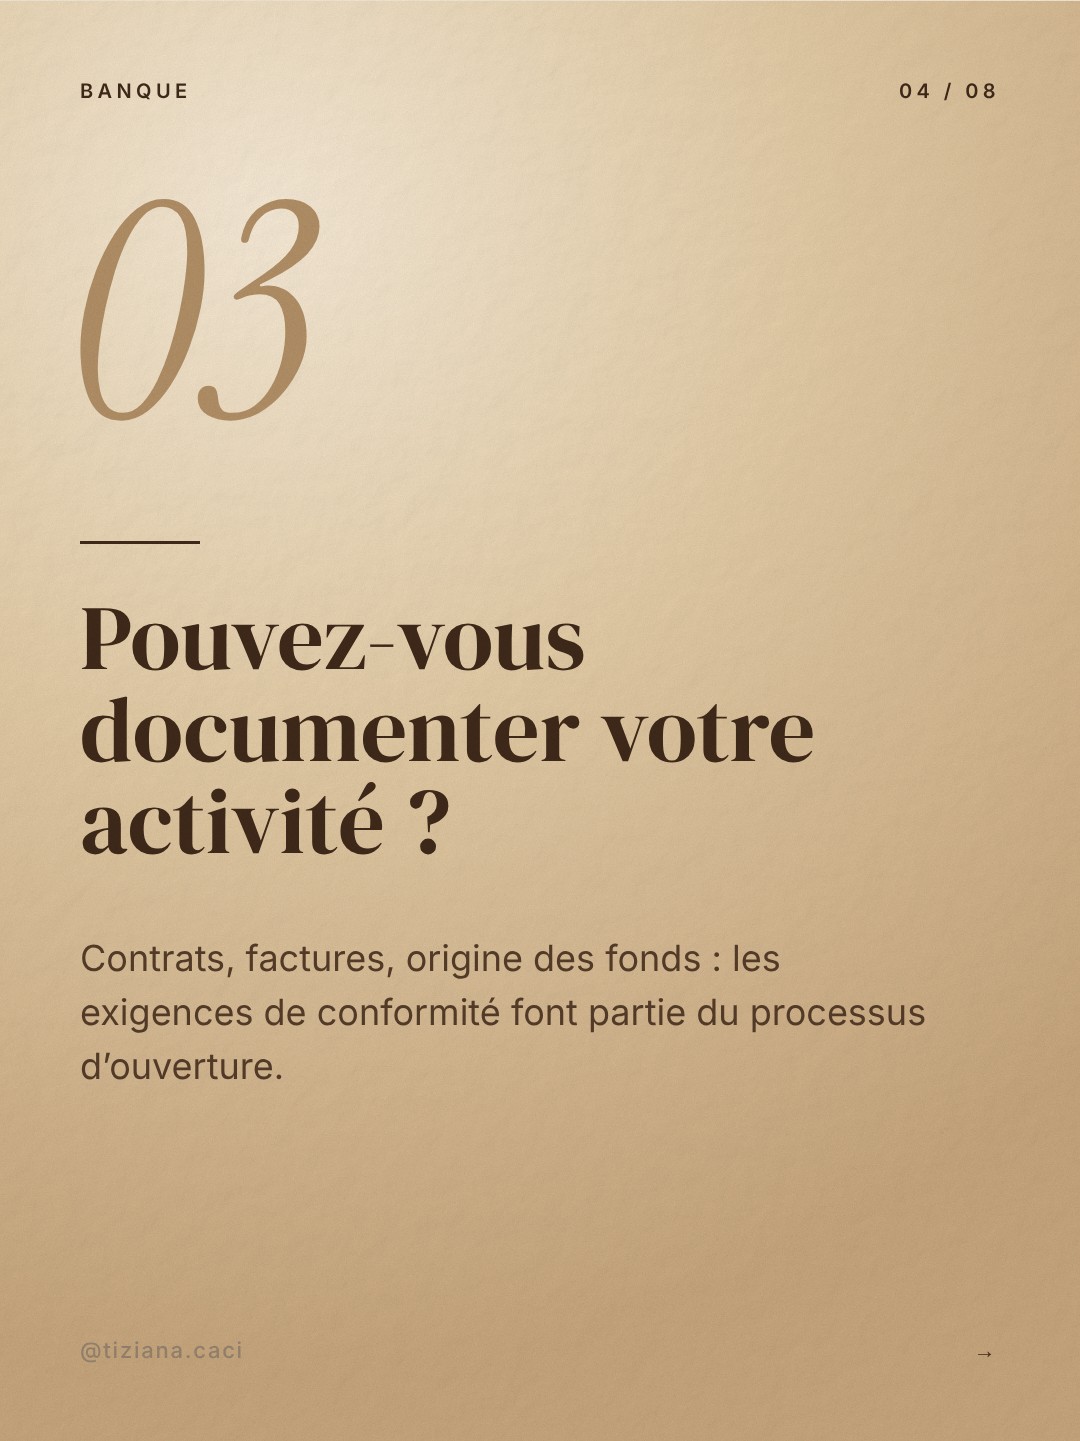 BANQUE
04 / 08
03
Pouvez-vous
documenter votre
activité ?
Contrats, factures, origine des fonds : les
exigences de conformité font partie du processus
d’ouverture.
@tiziana.caci
→